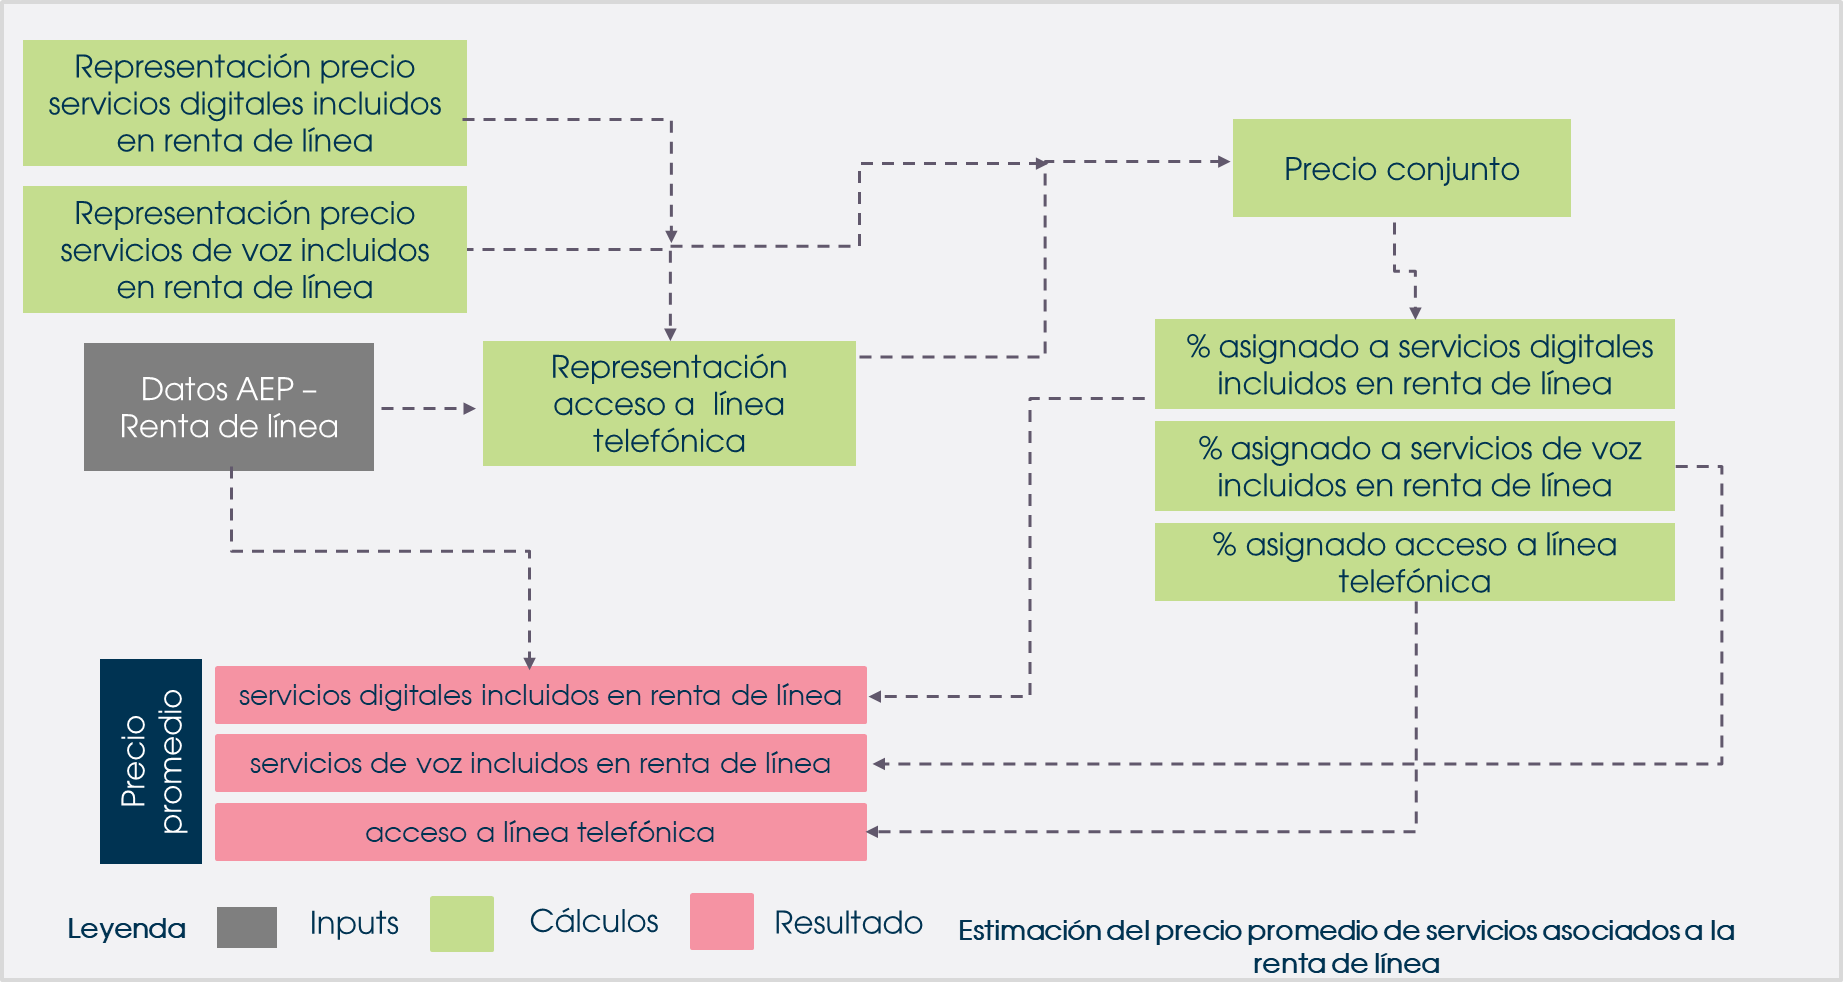 Representación precio
servicios digitales incluidos
en renta de línea
Representación precio
servicios de voz incluidos
en renta de línea
Datos AEP –
Renta de línea
Representación
acceso a línea
telefónica
Precio conjunto
% asignado a servicios digitales
incluidos en renta de línea
% asignado a servicios de voz
incluidos en renta de línea
% asignado acceso a línea
telefónica
Precio
promedio
servicios digitales incluidos en renta de línea
servicios de voz incluidos en renta de línea
acceso a línea telefónica
Leyenda
Inputs
Cálculos
Resultado
Estimación del precio promedio de servicios asociados a la
renta de línea